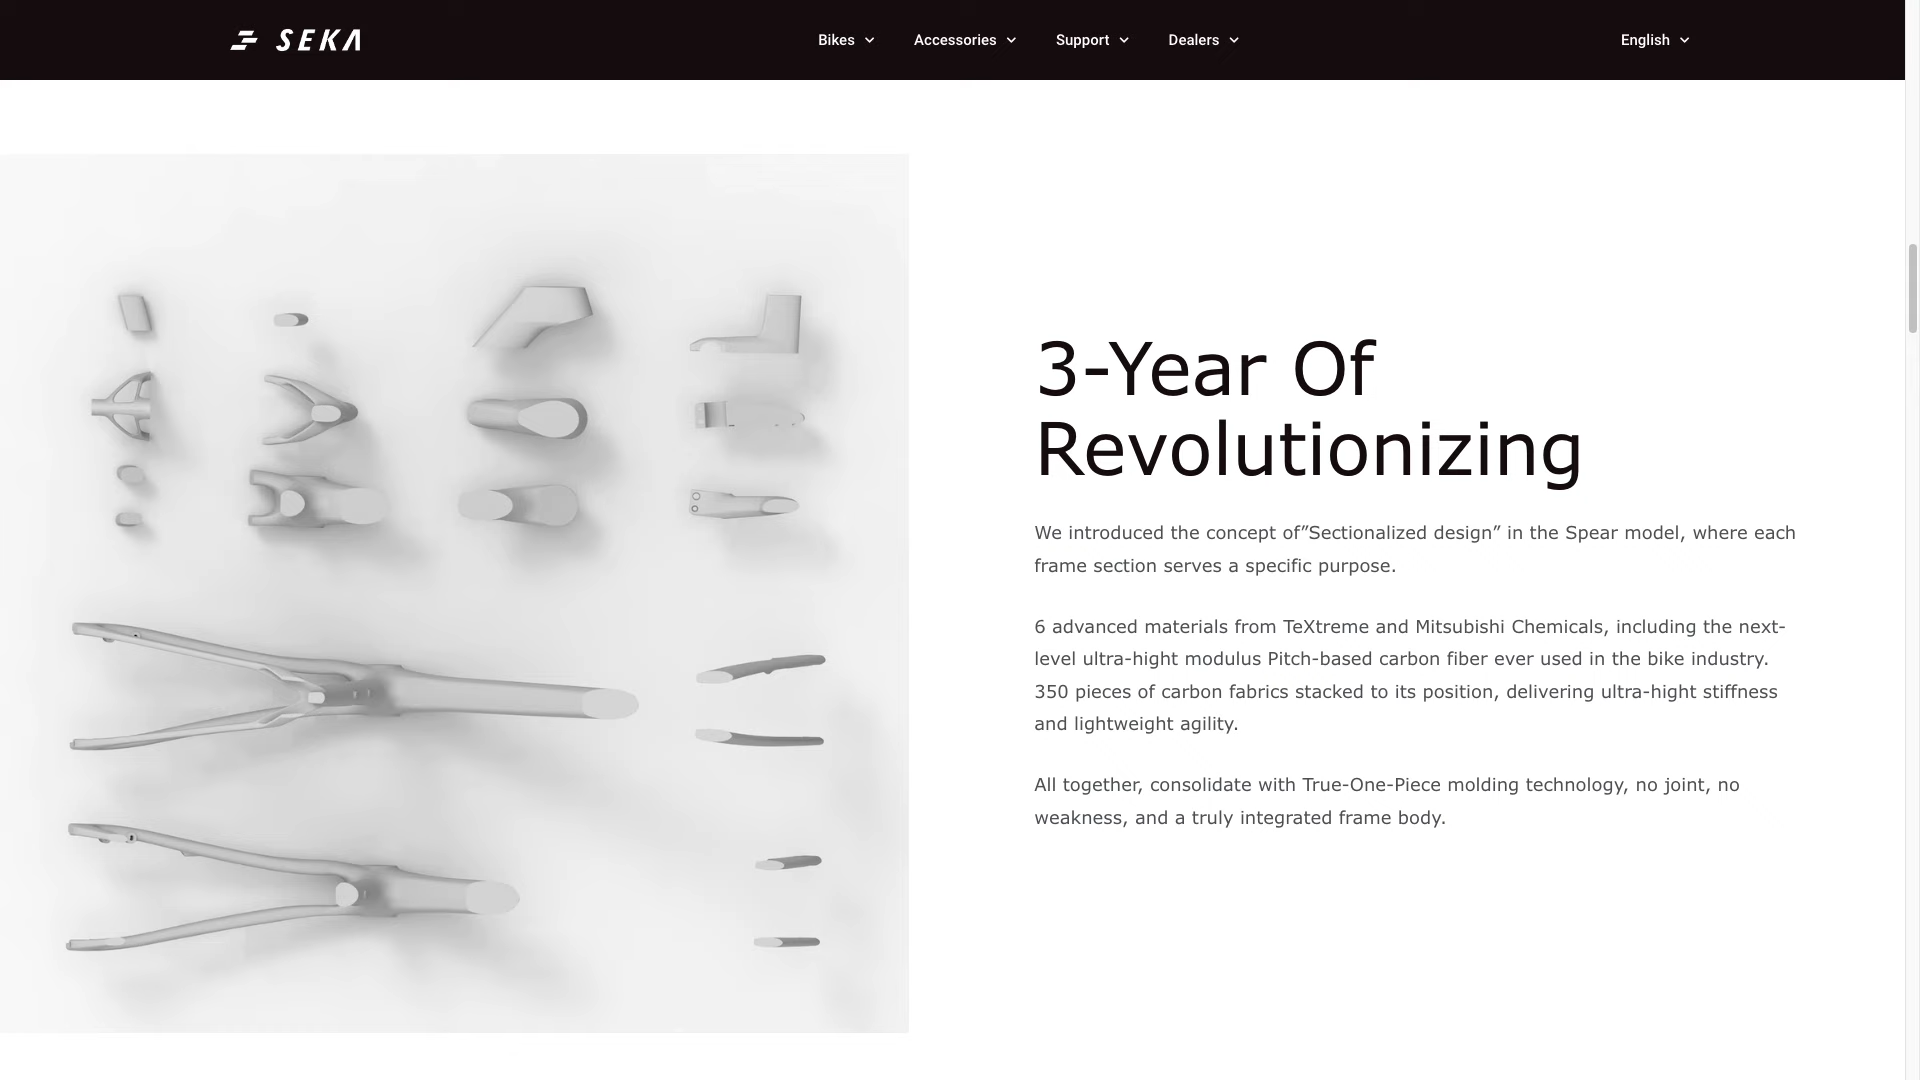 SEKA
Bikes
Accessories
Support
Dealers
English
3-Year Of
Revolutionizing
We introduced the concept of”Sectionalized design” in the Spear model, where each
frame section serves a specific purpose.
6 advanced materials from TeXtreme and Mitsubishi Chemicals, including the next-
level ultra-hight modulus Pitch-based carbon fiber ever used in the bike industry.
350 pieces of carbon fabrics stacked to its position, delivering ultra-hight stiffness
and lightweight agility.
All together, consolidate with True-One-Piece molding technology, no joint, no
weakness, and a truly integrated frame body.